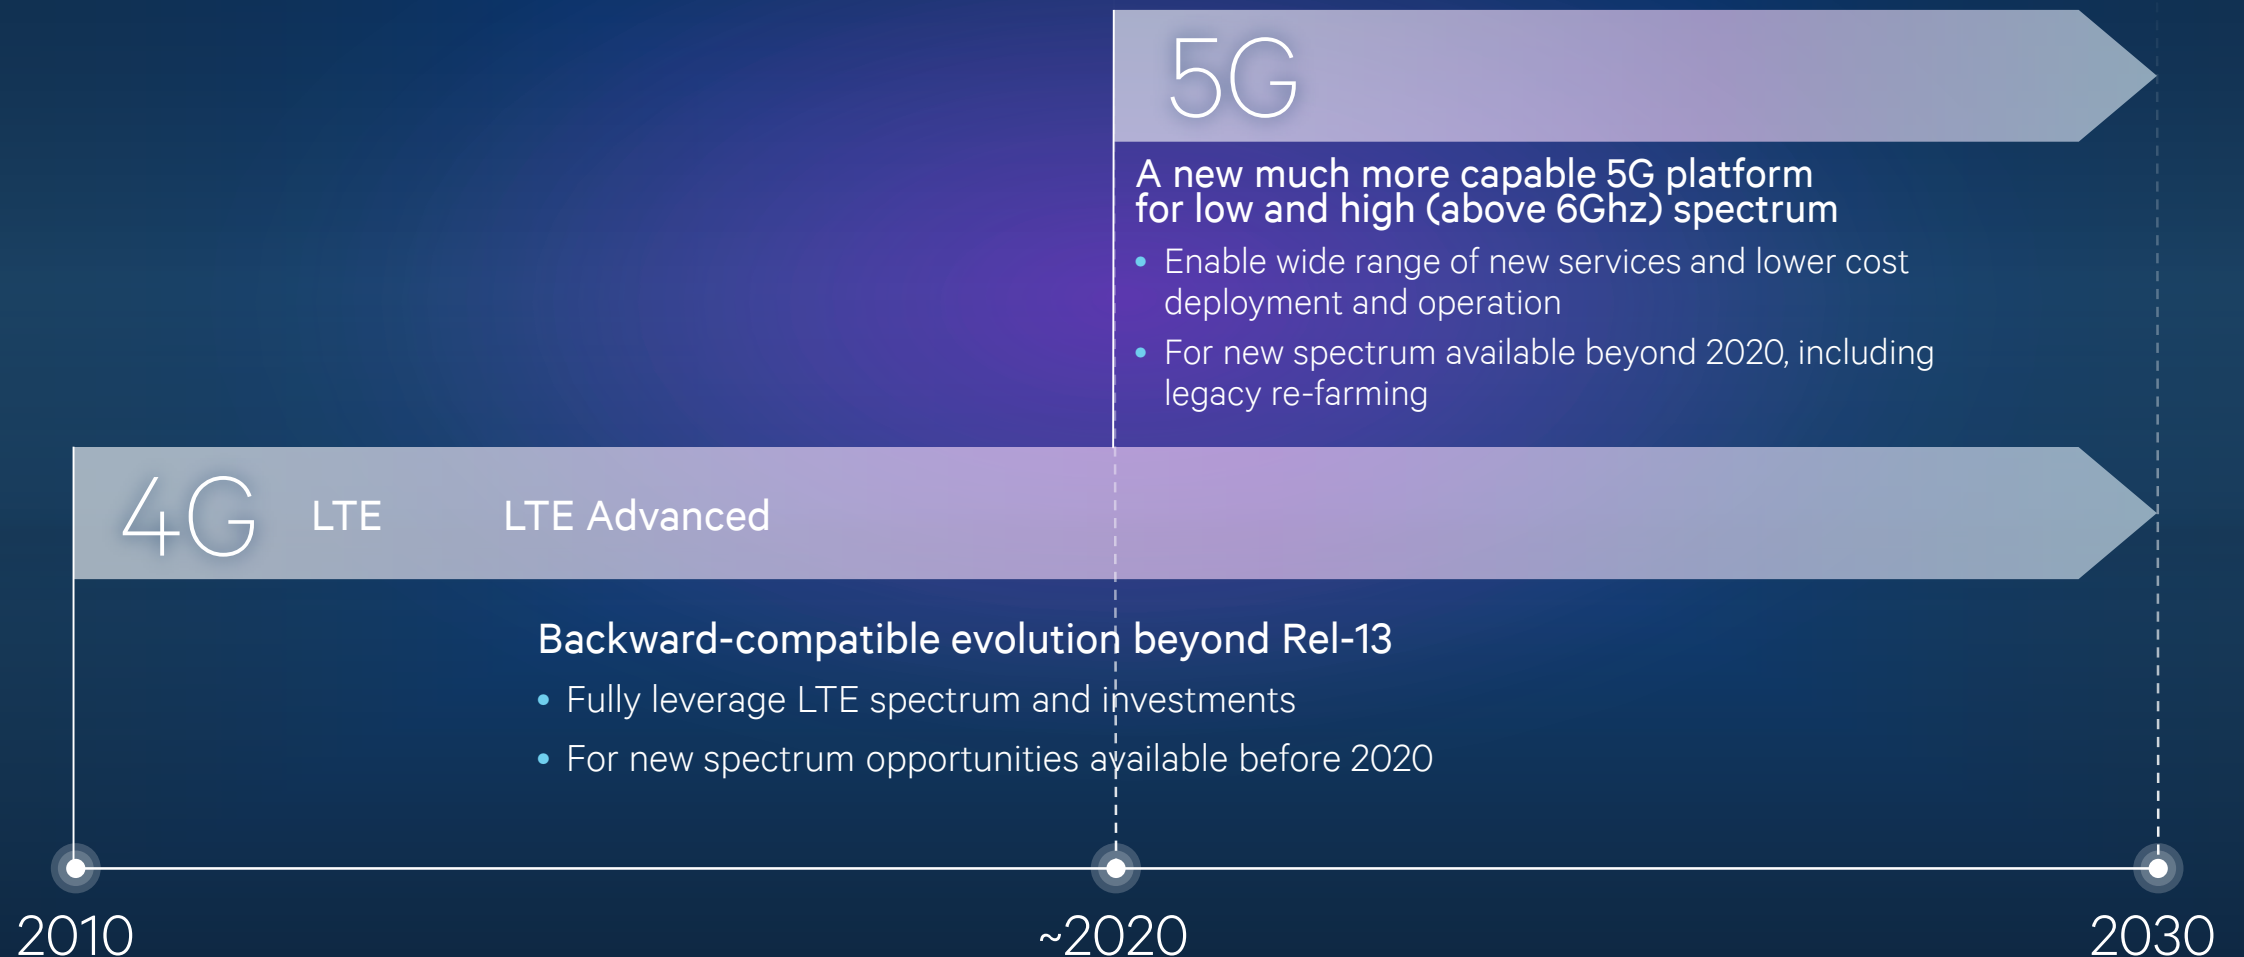 5G
A new much more capable 5G platform
for low and high (above 6Ghz) spectrum
• Enable wide range of new services and lower cost
deployment and operation
• For new spectrum available beyond 2020, including
legacy re-farming
4G LTE LTE Advanced
Backward-compatible evolution beyond Rel-13
• Fully leverage LTE spectrum and investments
• For new spectrum opportunities available before 2020
2010 ~2020 2030